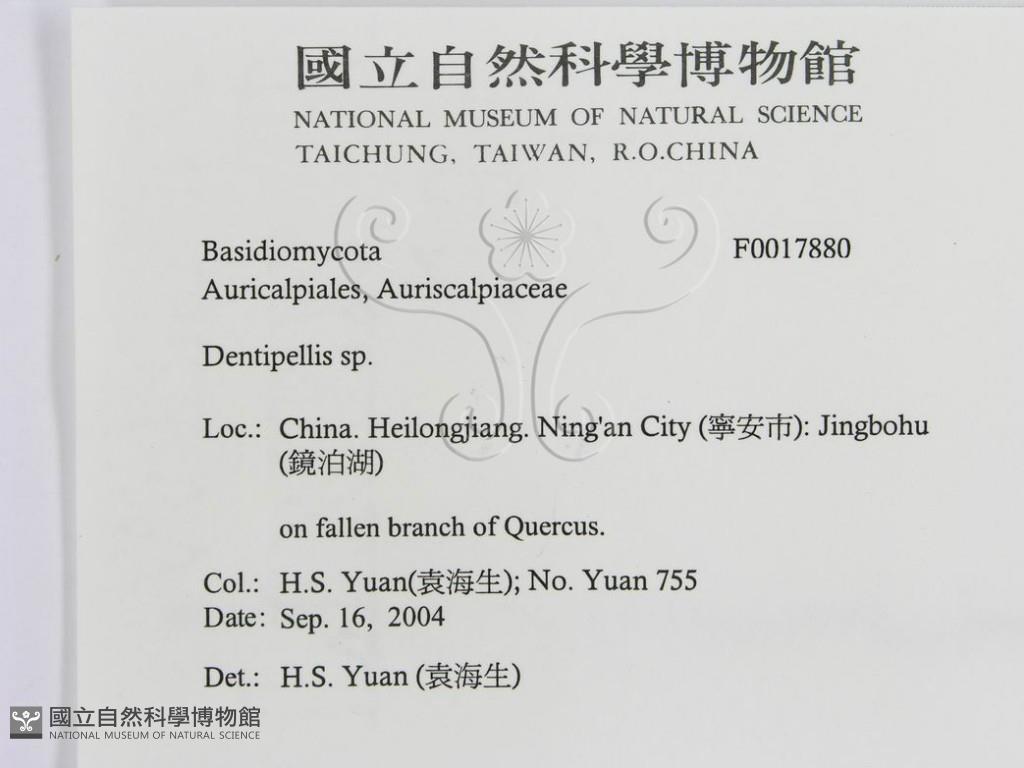 國立自然科學博物館
NATIONAL MUSEUM OF NATURAL SCIENCE
TAICHUNG, TAIWAN, R.O.CHINA
Basidiomycota F0017880
Auricalpiales, Auriscalpiaceae
Dentipellis sp.
Loc.: China. Heilongjiang. Ning'an City (寧安市): Jingbohu
(鏡泊湖)
on fallen branch of Quercus.
Col.: H.S. Yuan(袁海生); No. Yuan 755
Date: Sep. 16, 2004
Det.: H.S. Yuan (袁海生)
國立自然科學博物館
NATIONAL MUSEUM OF NATURAL SCIENCE